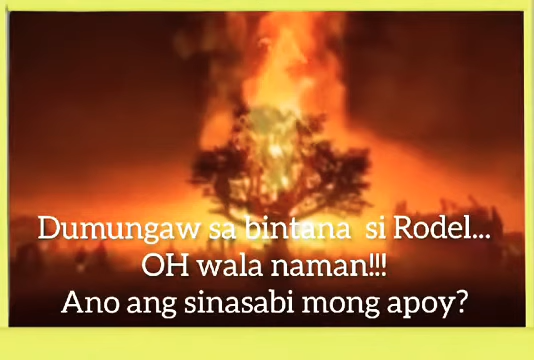 Dumungaw sa bintana si Rodel...
OH wala naman!!!
Ano ang sinasabi mong apoy?